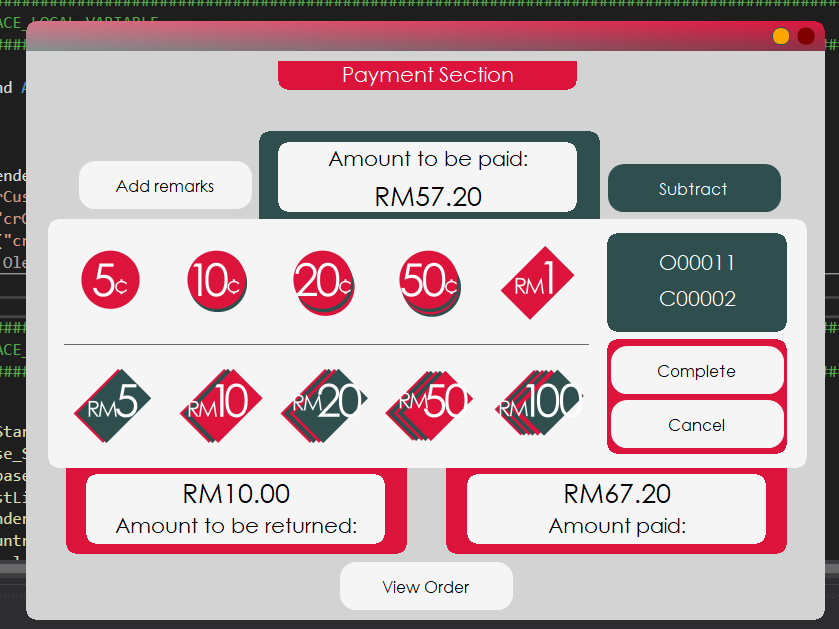 ACE_LOCAL_VARIABLE
Payment Section
Add remarks
Amount to be paid:
RM57.20
Subtract
5¢
10¢
20¢
50¢
RM1
O00011
C00002
RM5
RM10
RM20
RM50
RM100
Complete
Cancel
RM10.00
Amount to be returned:
RM67.20
Amount paid:
View Order